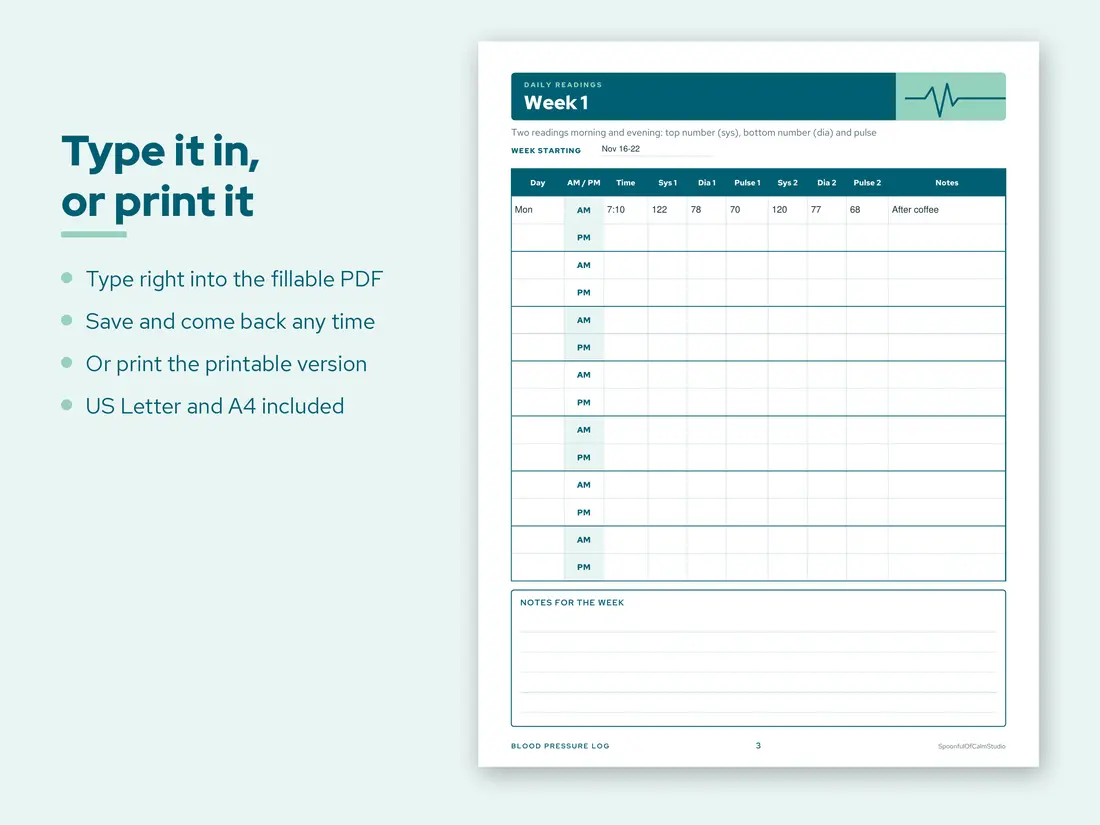 Type it in,
or print it
Type right into the fillable PDF
Save and come back any time
Or print the printable version
US Letter and A4 included
DAILY READINGS
Week 1
Two readings morning and evening: top number (sys), bottom number (dia) and pulse
WEEK STARTING Nov 16-22
Day AM / PM Time Sys 1 Dia 1 Pulse 1 Sys 2 Dia 2 Pulse 2 Notes
Mon AM 7:10 122 78 70 120 77 68 After coffee
PM
AM
PM
AM
PM
AM
PM
AM
PM
AM
PM
AM
PM
NOTES FOR THE WEEK
BLOOD PRESSURE LOG 3 SpoonfulOfCalmStudio